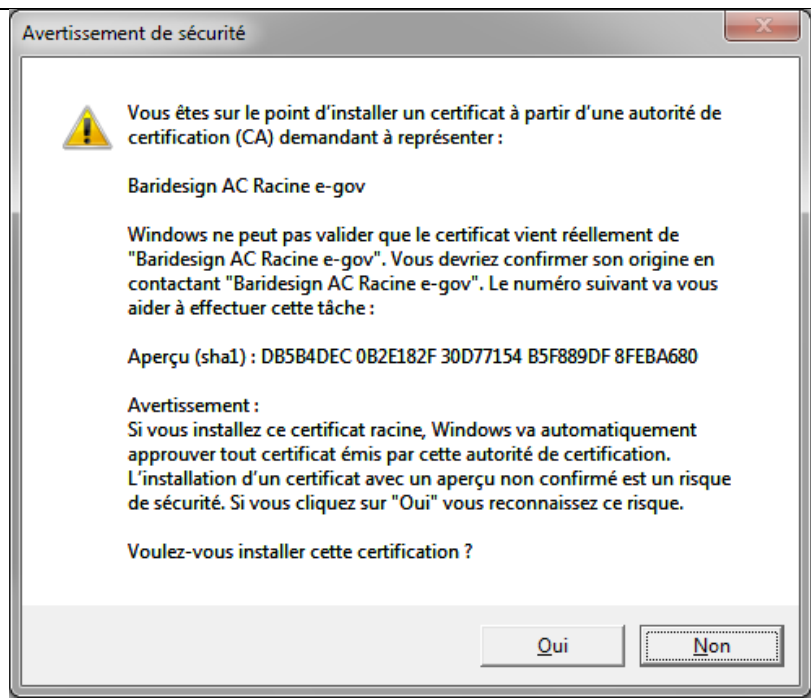 Avertissement de sécurité
Vous êtes sur le point d'installer un certificat à partir d'une autorité de
certification (CA) demandant à représenter :
Baridesign AC Racine e-gov
Windows ne peut pas valider que le certificat vient réellement de
"Baridesign AC Racine e-gov". Vous devriez confirmer son origine en
contactant "Baridesign AC Racine e-gov". Le numéro suivant va vous
aider à effectuer cette tâche :
Aperçu (sha1) : DB5B4DEC 0B2E182F 30D77154 B5F889DF 8FEBA680
Avertissement :
Si vous installez ce certificat racine, Windows va automatiquement
approuver tout certificat émis par cette autorité de certification.
L'installation d'un certificat avec un aperçu non confirmé est un risque
de sécurité. Si vous cliquez sur "Oui" vous reconnaissez ce risque.
Voulez-vous installer cette certification ?
Oui
Non